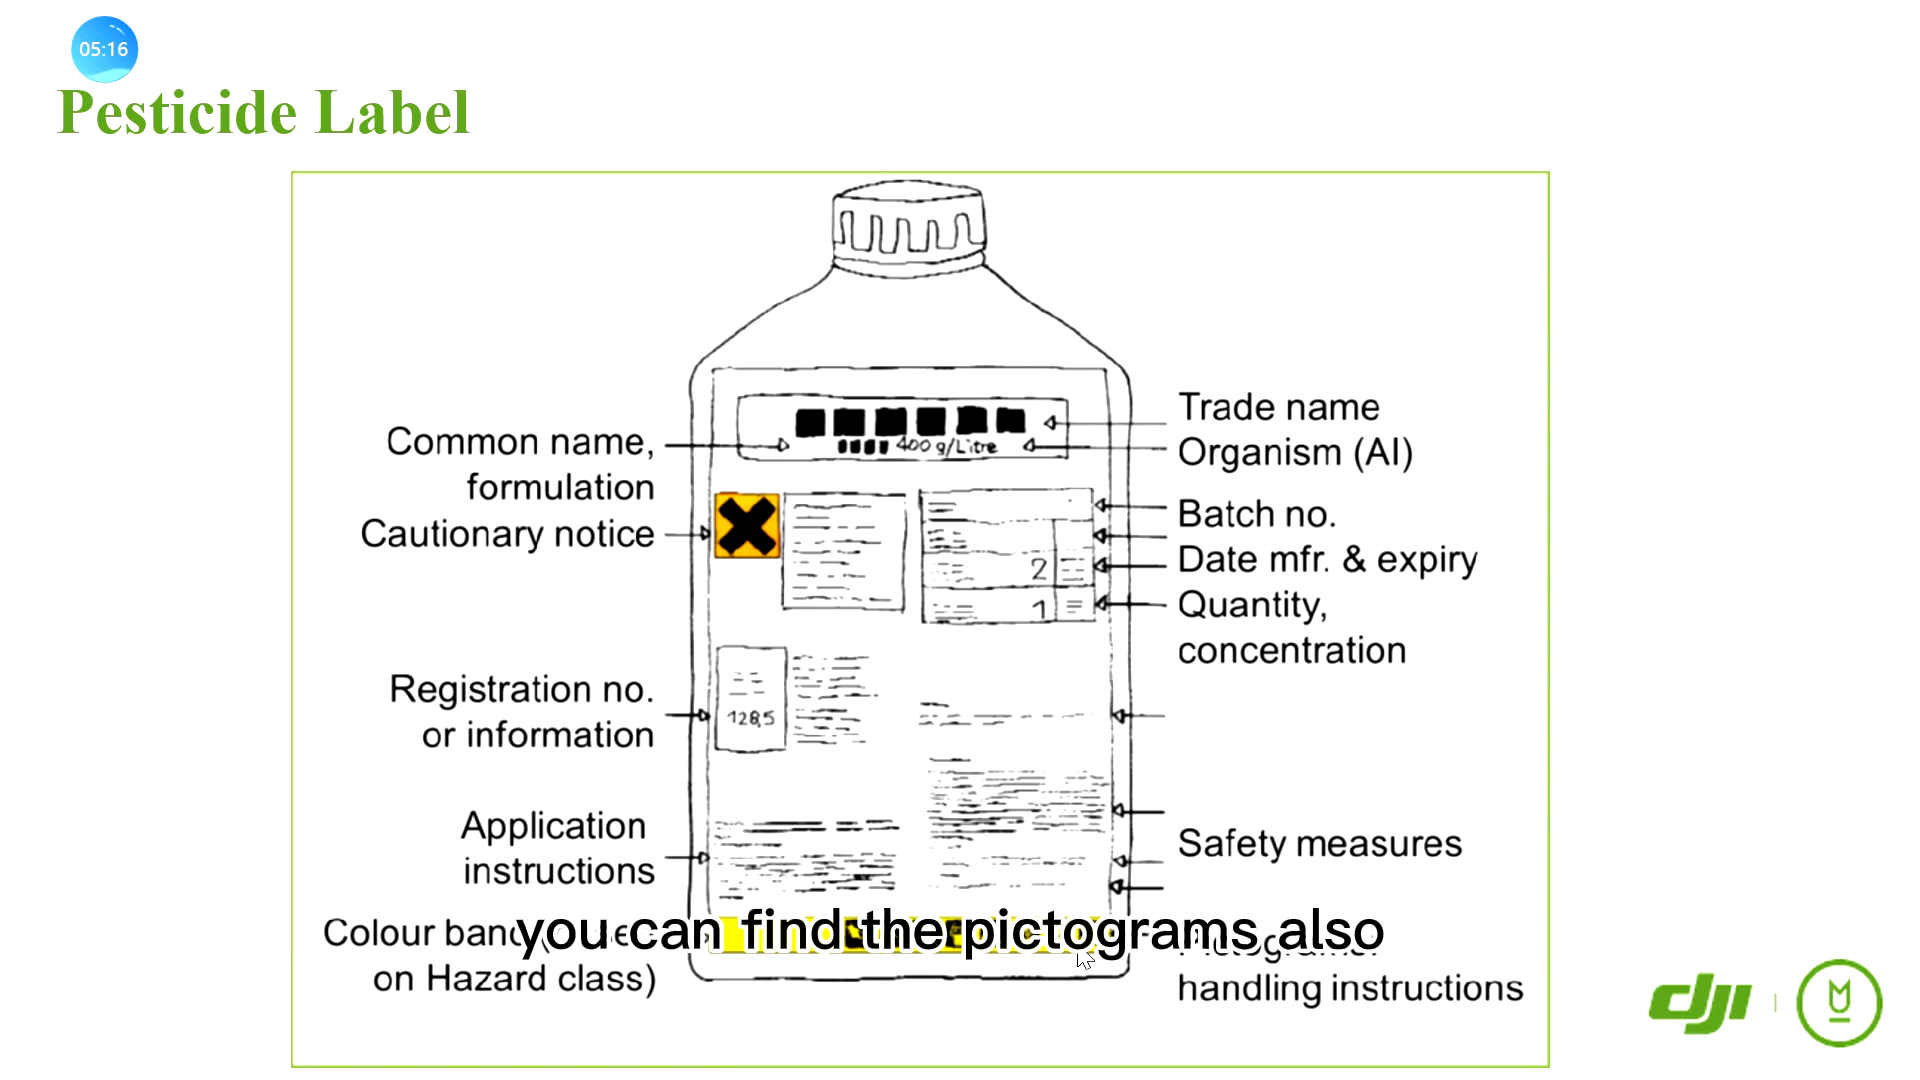 05:16
Pesticide Label
400 g/Litre
Common name,
formulation
Cautionary notice
Registration no.
or information
128,5
Application
instructions
Colour band
on Hazard class)
Trade name
Organism (AI)
Batch no.
Date mfr. & expiry
Quantity,
concentration
2
1
Safety measures
handling instructions
you can find the pictograms also
dji